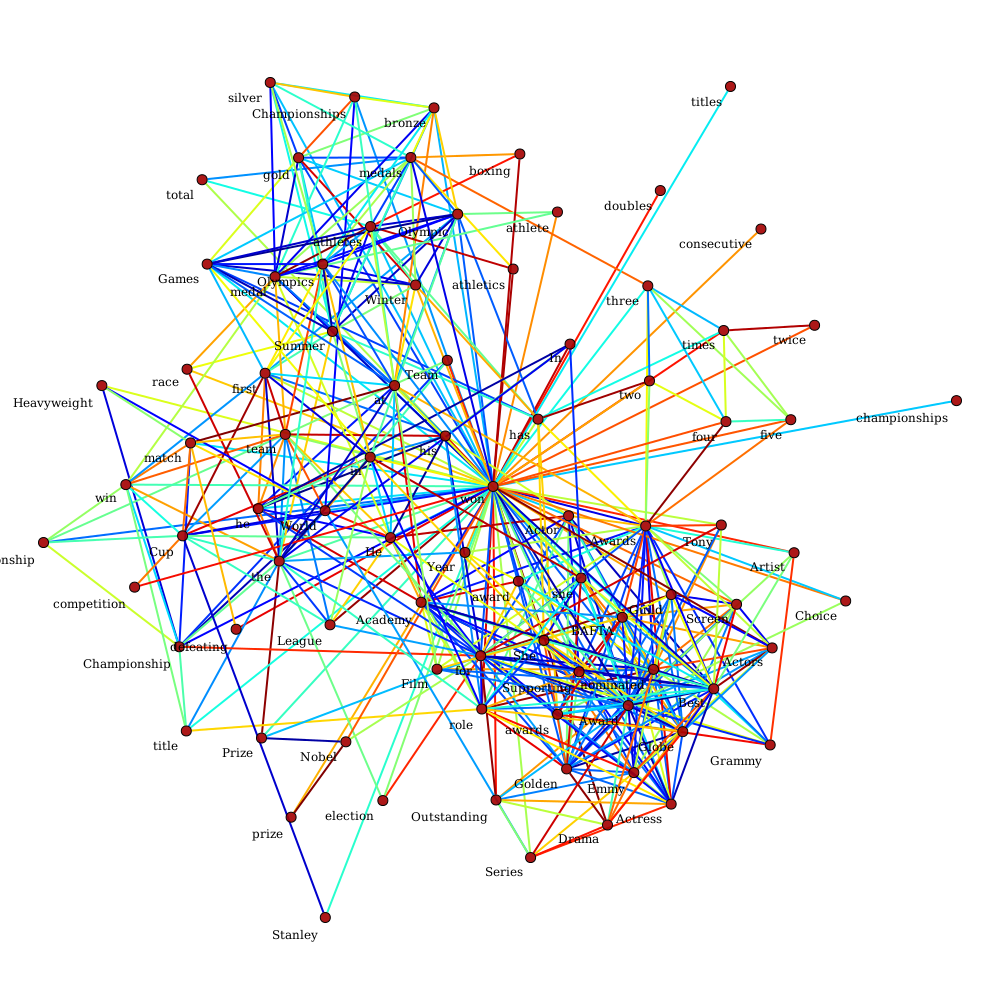 silver
Championships
bronze
titles
gold
medals
boxing
total
doubles
athletes
Olympic
athlete
consecutive
Games
medal
Olympics
Winter
athletics
three
Summer
times
twice
In
race
first
Team
at
two
Heavyweight
championships
has
four
five
match
team
his
in
win
won
he
World
Actor
Awards
Tony
nship
Cup
He
Year
Artist
the
award
she
competition
Academy
Guild
Screen
Choice
BAFTA
League
defeating
Championship
She
Actors
Film
for
Supporting
nominated
Best
title
role
awards
Award
Prize
Nobel
Globe
Grammy
Golden
Emmy
election
Outstanding
Actress
prize
Drama
Series
Stanley